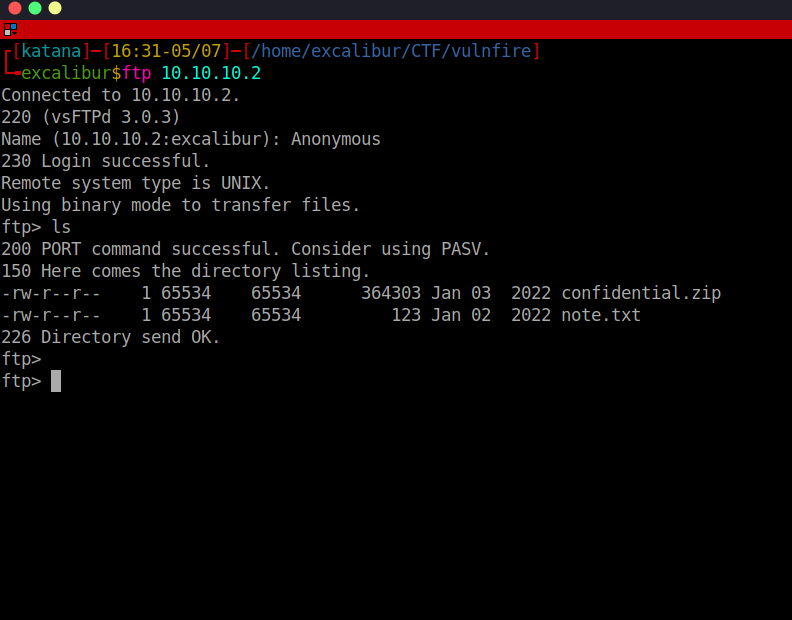 ┌[katana]─[16:31-05/07]─[/home/excalibur/CTF/vulnfire]
└╼excalibur$ftp 10.10.10.2
Connected to 10.10.10.2.
220 (vsFTPd 3.0.3)
Name (10.10.10.2:excalibur): Anonymous
230 Login successful.
Remote system type is UNIX.
Using binary mode to transfer files.
ftp> ls
200 PORT command successful. Consider using PASV.
150 Here comes the directory listing.
-rw-r--r--    1 65534    65534      364303 Jan 03  2022 confidential.zip
-rw-r--r--    1 65534    65534         123 Jan 02  2022 note.txt
226 Directory send OK.
ftp>
ftp>